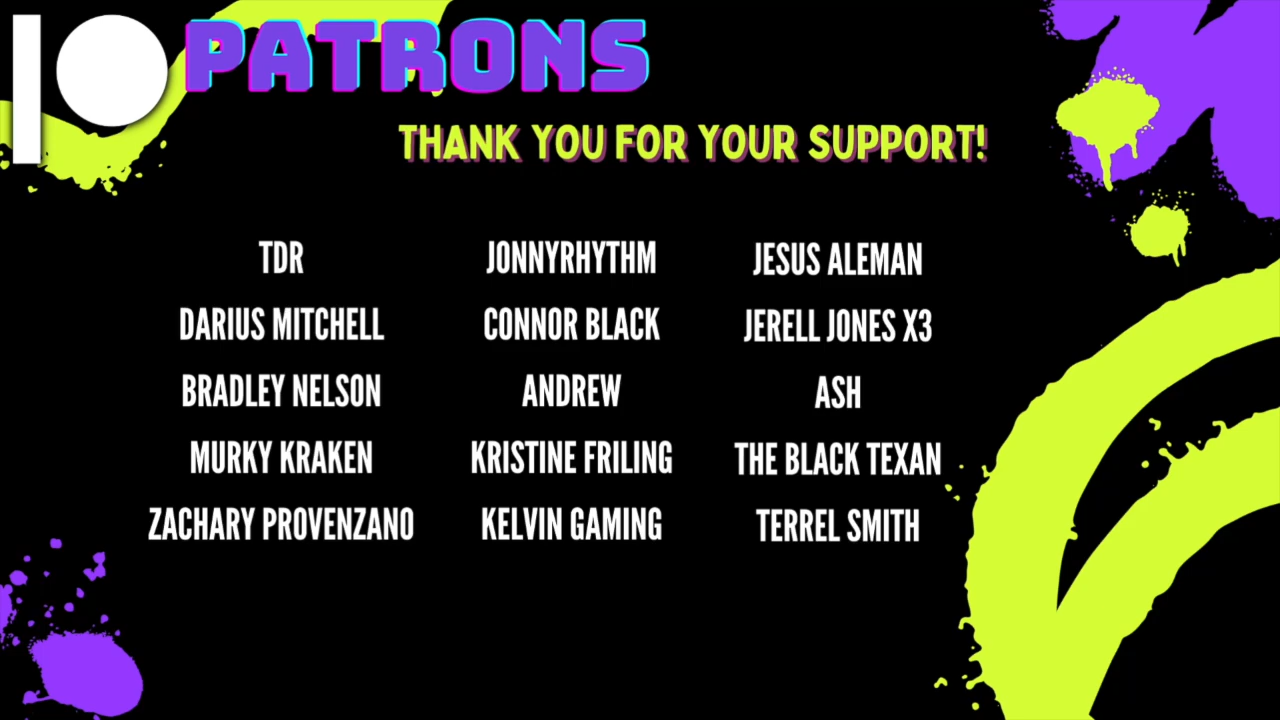 PATRONS
THANK YOU FOR YOUR SUPPORT!
TDR
JONNYRHYTHM
JESUS ALEMAN
DARIUS MITCHELL
CONNOR BLACK
JERELL JONES X3
BRADLEY NELSON
ANDREW
ASH
MURKY KRAKEN
KRISTINE FRILING
THE BLACK TEXAN
ZACHARY PROVENZANO
KELVIN GAMING
TERREL SMITH